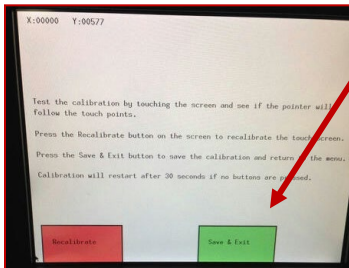 X:00000 Y:00577
Test the calibration by touching the screen and see if the pointer will
follow the touch points.
Press the Recalibrate button on the screen to recalibrate the touch screen.
Press the Save & Exit button to save the calibration and return the menu.
Calibration will restart after 30 seconds if no buttons are pressed.
Recalibrate
Save & Exit